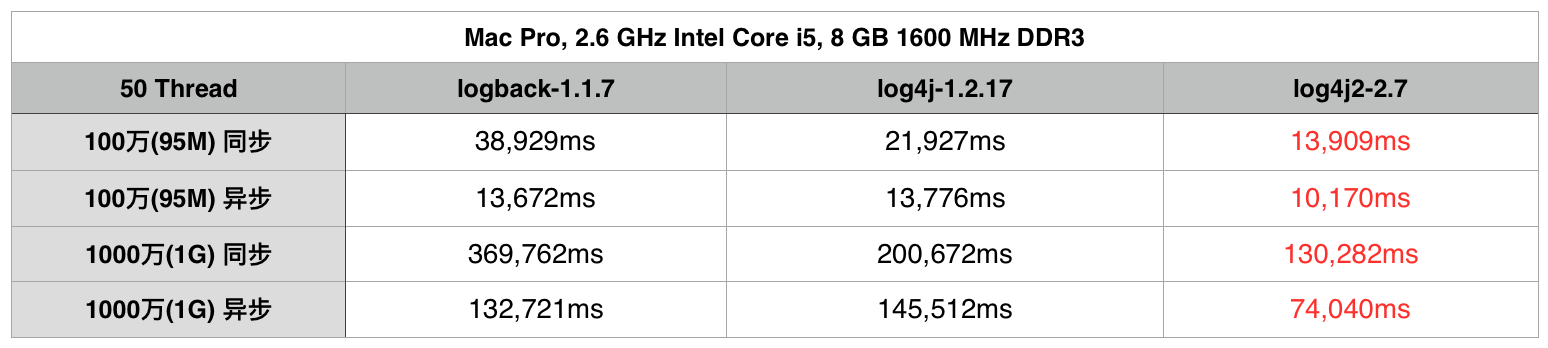 Mac Pro, 2.6 GHz Intel Core i5, 8 GB 1600 MHz DDR3
50 Thread logback-1.1.7 log4j-1.2.17 log4j2-2.7
100万(95M) 同步 38,929ms 21,927ms 13,909ms
100万(95M) 异步 13,672ms 13,776ms 10,170ms
1000万(1G) 同步 369,762ms 200,672ms 130,282ms
1000万(1G) 异步 132,721ms 145,512ms 74,040ms